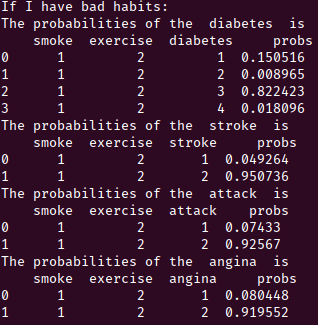 If I have bad habits:
The probabilities of the  diabetes  is
   smoke  exercise  diabetes     probs
0      1         2         1  0.150516
1      1         2         2  0.008965
2      1         2         3  0.822423
3      1         2         4  0.018096
The probabilities of the  stroke  is
   smoke  exercise  stroke     probs
0      1         2       1  0.049264
1      1         2       2  0.950736
The probabilities of the  attack  is
   smoke  exercise  attack    probs
0      1         2       1  0.07433
1      1         2       2  0.92567
The probabilities of the  angina  is
   smoke  exercise  angina     probs
0      1         2       1  0.080448
1      1         2       2  0.919552